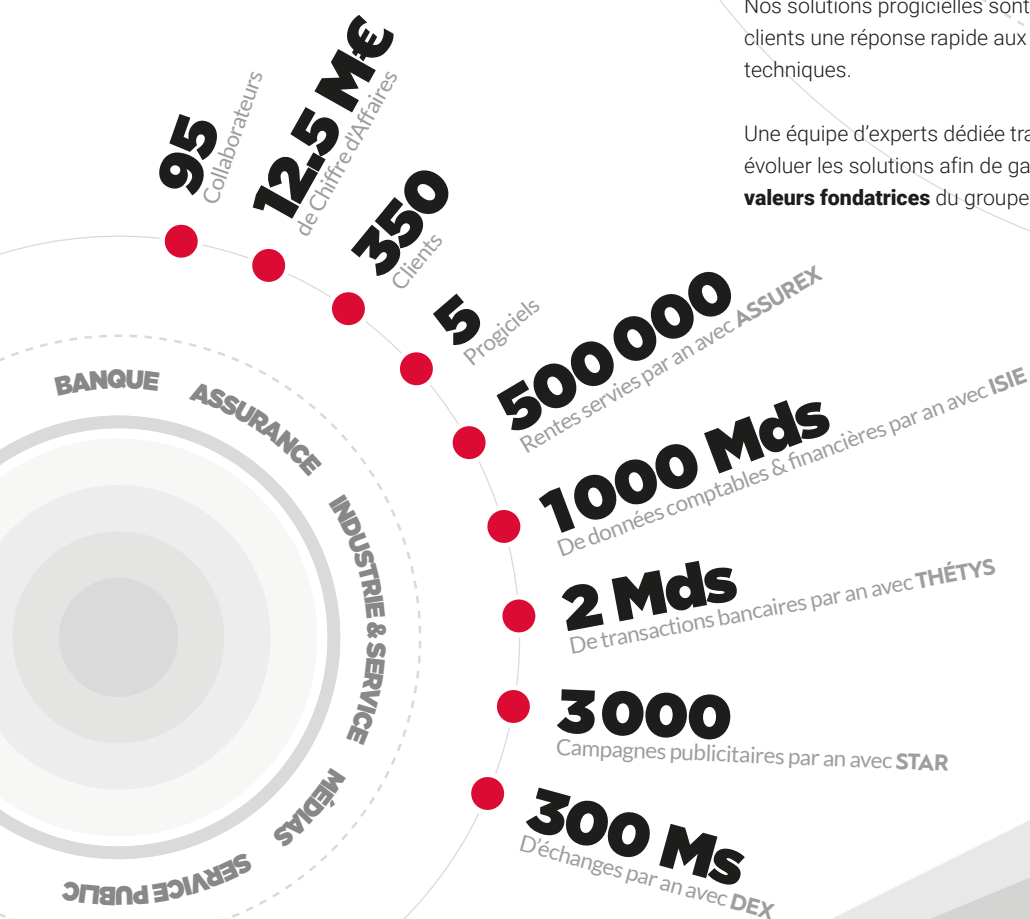 Nos solutions progicielles sont
clients une réponse rapide aux
techniques.
Une équipe d'experts dédiée tra
évoluer les solutions afin de ga
valeurs fondatrices du groupe
95
Collaborateurs
12.5 M€
de Chiffre d'Affaires
350
Clients
5
Progiciels
500 000
Rentes servies par an avec ASSUREX
1000 Mds
De données comptables & financières par an avec ISIE
2 Mds
De transactions bancaires par an avec THÉTYS
3000
Campagnes publicitaires par an avec STAR
300 Ms
D'échanges par an avec DEX
BANQUE
ASSURANCE
INDUSTRIE & SERVICE
MÉDIAS
SERVICE PUBLIC